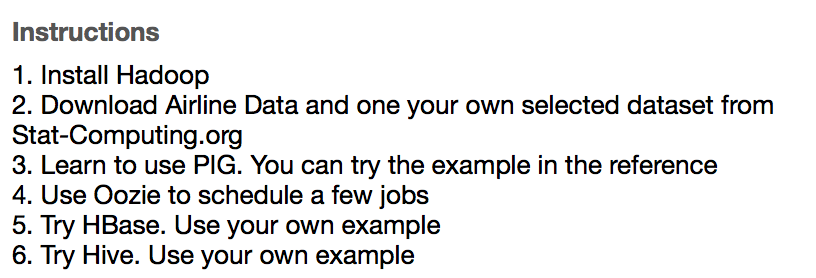 Instructions
1. Install Hadoop
2. Download Airline Data and one your own selected dataset from
Stat-Computing.org
3. Learn to use PIG. You can try the example in the reference
4. Use Oozie to schedule a few jobs
5. Try HBase. Use your own example
6. Try Hive. Use your own example